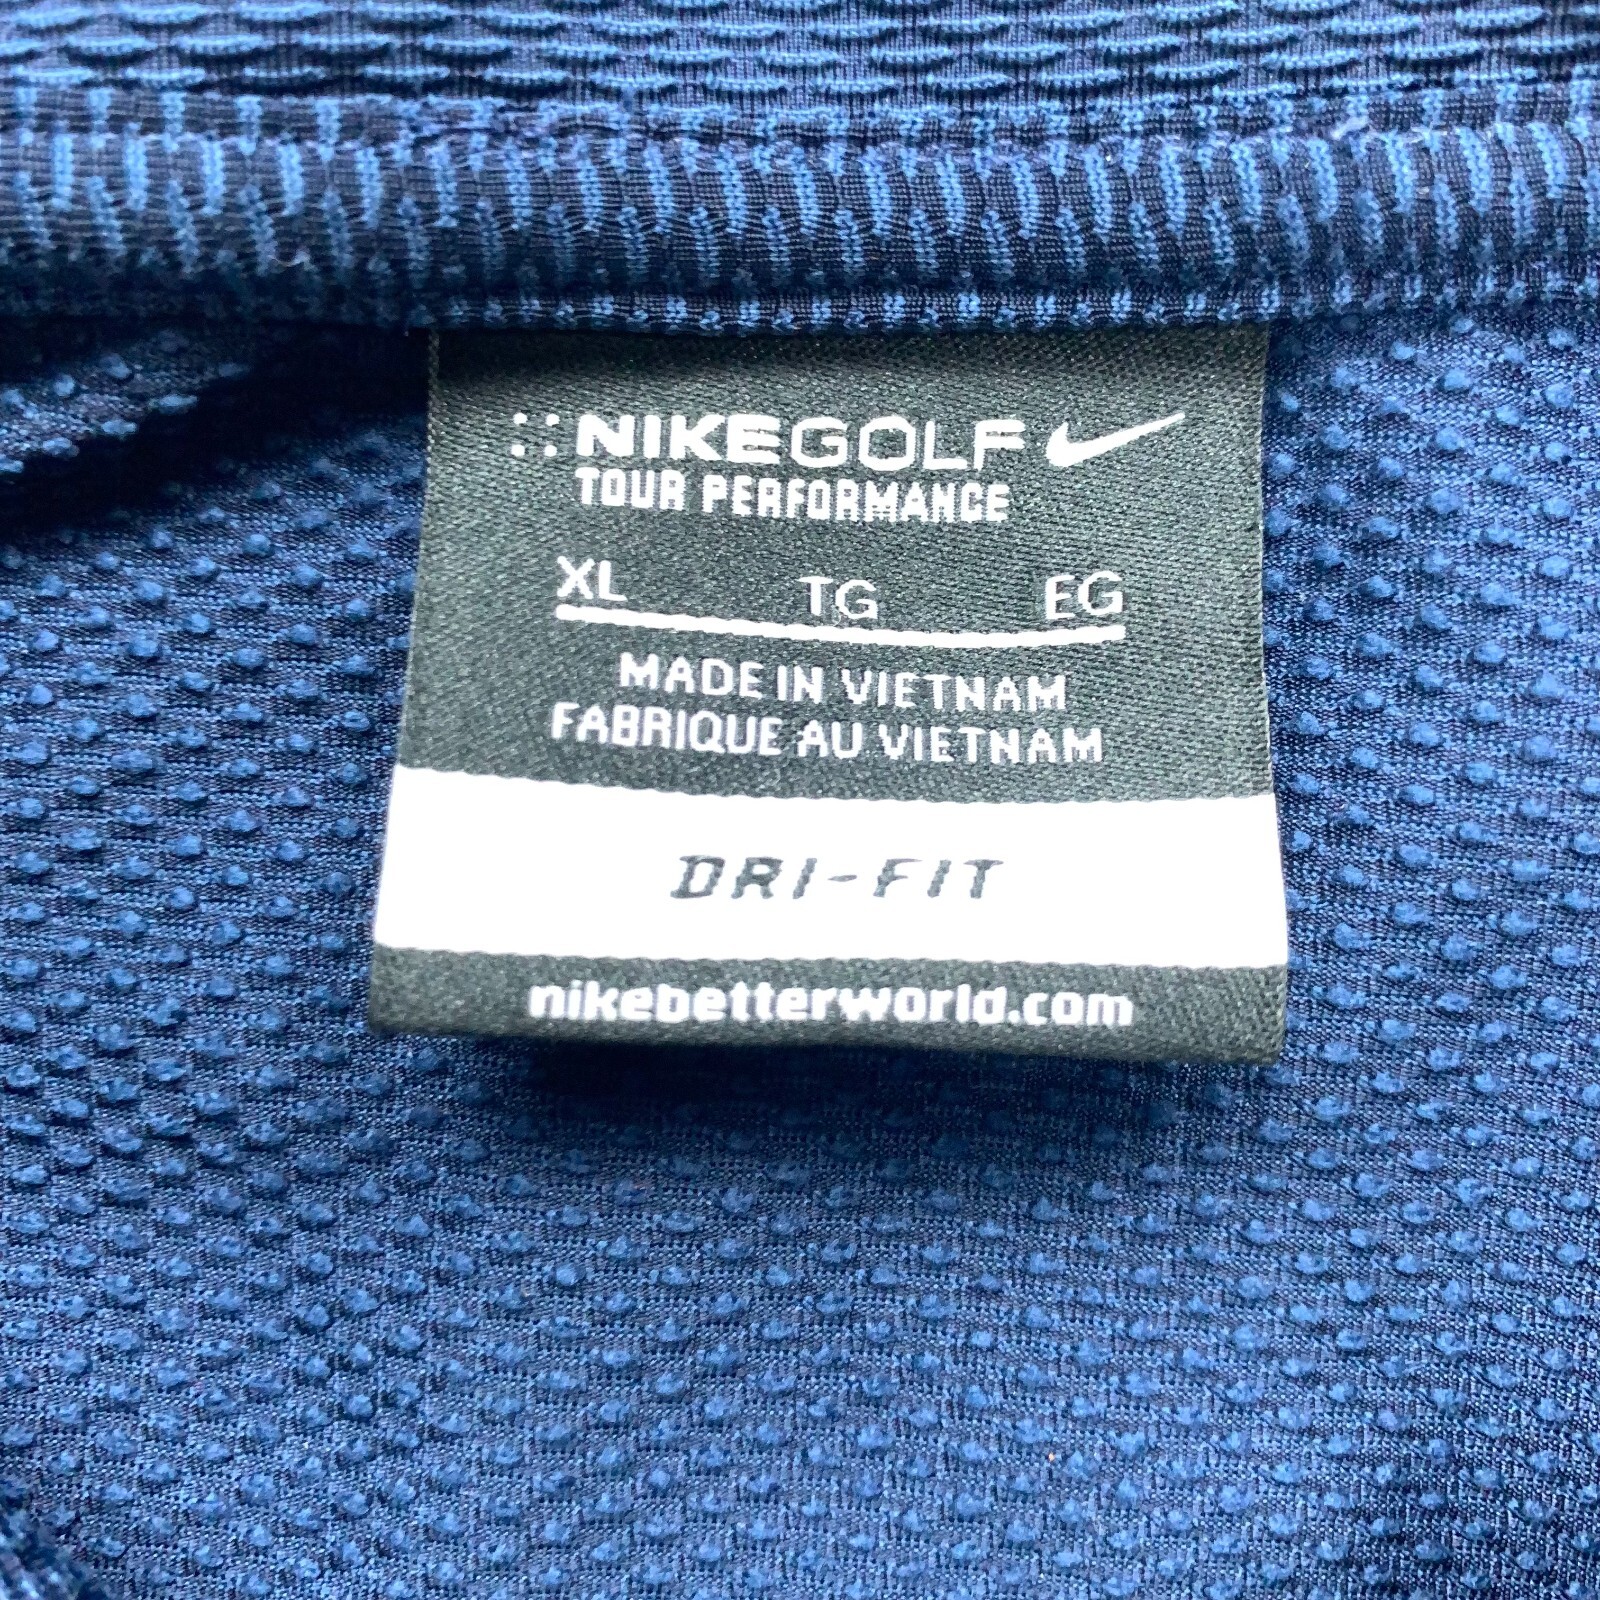 NIKEGOLF
TOUR PERFORMANCE
XL TG EG
MADE IN VIETNAM
FABRIQUE AU VIETNAM
DRI-FIT
nikebetterworld.com